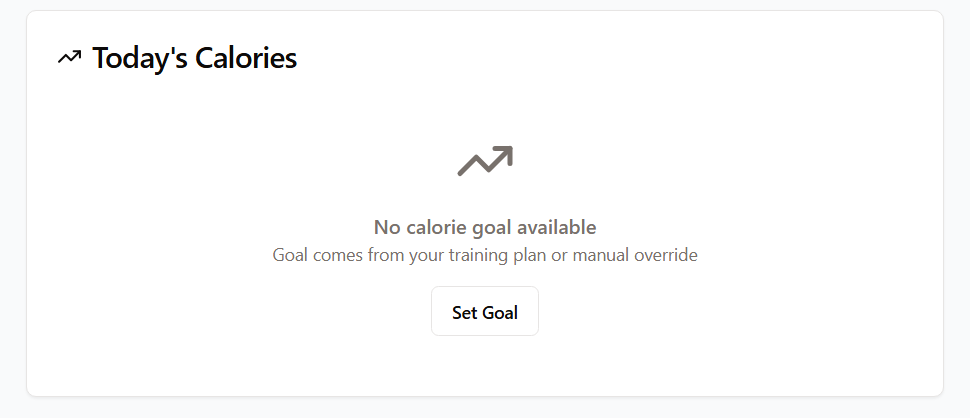 Today's Calories
No calorie goal available
Goal comes from your training plan or manual override
Set Goal